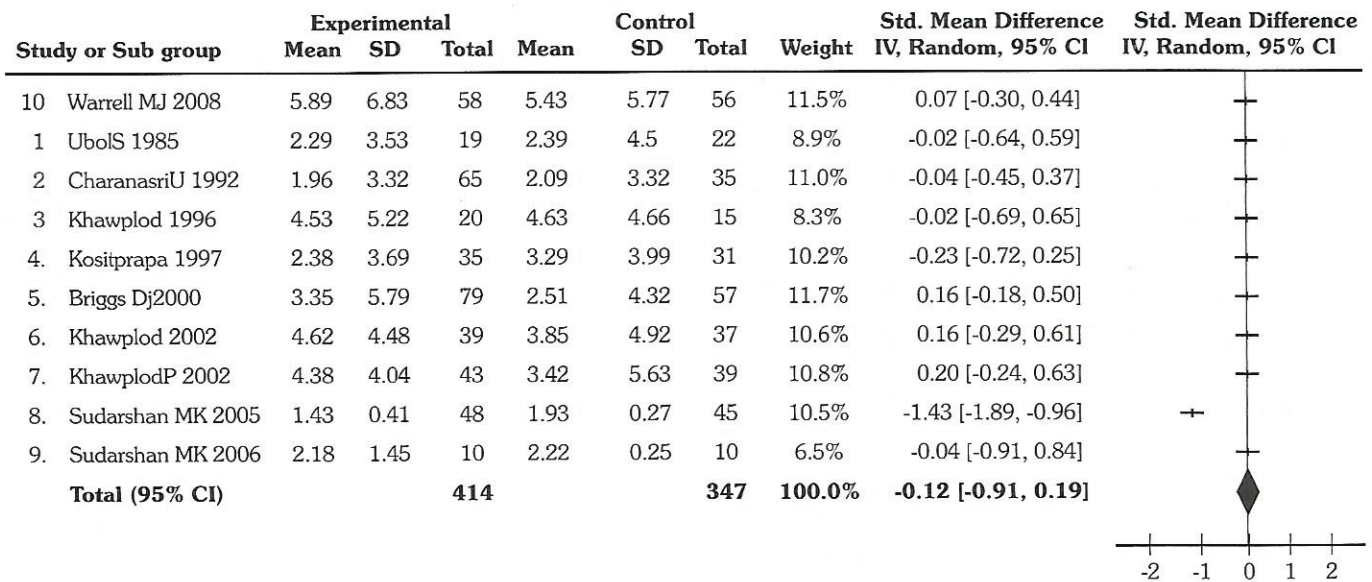 Experimental Control Std. Mean Difference Std. Mean Difference
Study or Sub group Mean SD Total Mean SD Total Weight IV, Random, 95% CI IV, Random, 95% CI
10 Warrell MJ 2008 5.89 6.83 58 5.43 5.77 56 11.5% 0.07 [-0.30, 0.44]
1 UbolS 1985 2.29 3.53 19 2.39 4.5 22 8.9% -0.02 [-0.64, 0.59]
2 CharanasriU 1992 1.96 3.32 65 2.09 3.32 35 11.0% -0.04 [-0.45, 0.37]
3 Khawplod 1996 4.53 5.22 20 4.63 4.66 15 8.3% -0.02 [-0.69, 0.65]
4. Kositprapa 1997 2.38 3.69 35 3.29 3.99 31 10.2% -0.23 [-0.72, 0.25]
5. Briggs Dj2000 3.35 5.79 79 2.51 4.32 57 11.7% 0.16 [-0.18, 0.50]
6. Khawplod 2002 4.62 4.48 39 3.85 4.92 37 10.6% 0.16 [-0.29, 0.61]
7. KhawplodP 2002 4.38 4.04 43 3.42 5.63 39 10.8% 0.20 [-0.24, 0.63]
8. Sudarshan MK 2005 1.43 0.41 48 1.93 0.27 45 10.5% -1.43 [-1.89, -0.96]
9. Sudarshan MK 2006 2.18 1.45 10 2.22 0.25 10 6.5% -0.04 [-0.91, 0.84]
Total (95% CI) 414 347 100.0% -0.12 [-0.91, 0.19]
-2 -1 0 1 2